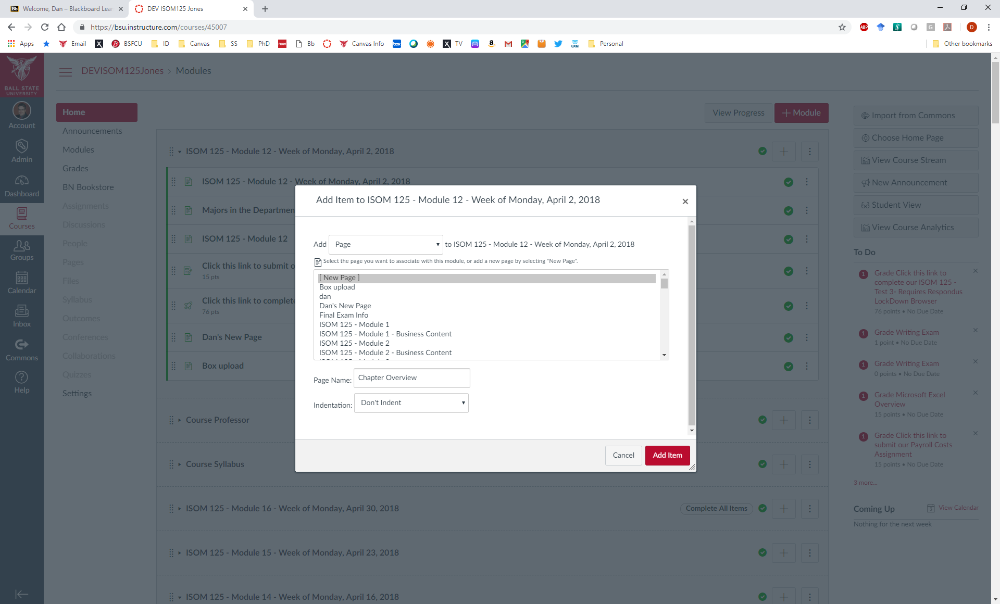 Welcome, Dan – Blackboard Lea
DEV ISOM125 Jones
https://bsu.instructure.com/courses/45007
Apps
Email
BSFCU
ID
Canvas
SS
PhD
now
Bb
Canvas Info
box
TV
SXM
Personal
Other bookmarks
BALL STATE
UNIVERSITY
Account
Admin
Dashboard
Courses
Groups
Calendar
Inbox
Commons
Help
DEVISOM125Jones › Modules
Home
Announcements
Modules
Grades
BN Bookstore
Assignments
Discussions
People
Pages
Files
Syllabus
Outcomes
Conferences
Collaborations
Quizzes
Settings
View Progress
+ Module
ISOM 125 - Module 12 - Week of Monday, April 2, 2018
ISOM 125 - Module 12 - Week of Monday, April 2, 2018
Majors in the Departmen
ISOM 125 - Module 12
Click this link to submit o
15 pts
Click this link to complete
76 pts
Dan's New Page
Box upload
Course Professor
Course Syllabus
ISOM 125 - Module 16 - Week of Monday, April 30, 2018
Complete All Items
ISOM 125 - Module 15 - Week of Monday, April 23, 2018
ISOM 125 - Module 14 - Week of Monday, April 16, 2018
Add Item to ISOM 125 - Module 12 - Week of Monday, April 2, 2018
Add Page to ISOM 125 - Module 12 - Week of Monday, April 2, 2018
Select the page you want to associate with this module, or add a new page by selecting "New Page".
[ New Page ]
Box upload
dan
Dan's New Page
Final Exam Info
ISOM 125 - Module 1
ISOM 125 - Module 1 - Business Content
ISOM 125 - Module 2
ISOM 125 - Module 2 - Business Content
Page Name: Chapter Overview
Indentation: Don't Indent
Cancel
Add Item
Import from Commons
Choose Home Page
View Course Stream
New Announcement
Student View
View Course Analytics
To Do
1
Grade Click this link to
complete our ISOM 125 -
Test 3- Requires Respondus
LockDown Browser
76 points • No Due Date
1
Grade Writing Exam
1 point • No Due Date
1
Grade Writing Exam
0 points • No Due Date
1
Grade Microsoft Excel
Overview
15 points • No Due Date
1
Grade Click this link to
submit our Payroll Costs
Assignment
15 points • No Due Date
3 more...
Coming Up
View Calendar
Nothing for the next week